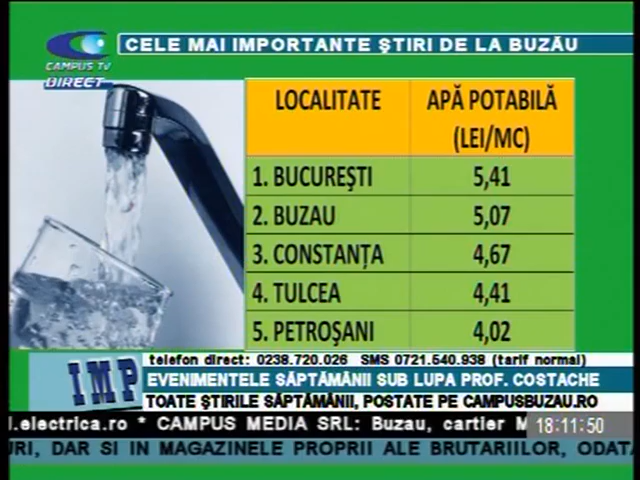 CELE MAI IMPORTANTE ŞTIRI DE LA BUZĂU
CAMPUS TV
DIRECT
LOCALITATE
APĂ POTABILĂ
(LEI/MC)
1. BUCUREŞTI 5,41
2. BUZAU 5,07
3. CONSTANȚA 4,67
4. TULCEA 4,41
5. PETROŞANI 4,02
IMP
telefon direct: 0238.720.026 SMS 0721.540.938 (tarif normal)
EVENIMENTELE SĂPTĂMÂNII SUB LUPA PROF. COSTACHE
TOATE ŞTIRILE SĂPTĂMÂNII, POSTATE PE CAMPUSBUZAU.RO
i.electrica.ro * CAMPUS MEDIA SRL: Buzau, cartier M
18:11:50
URI, DAR SI IN MAGAZINELE PROPRII ALE BRUTARIILOR, ODATA